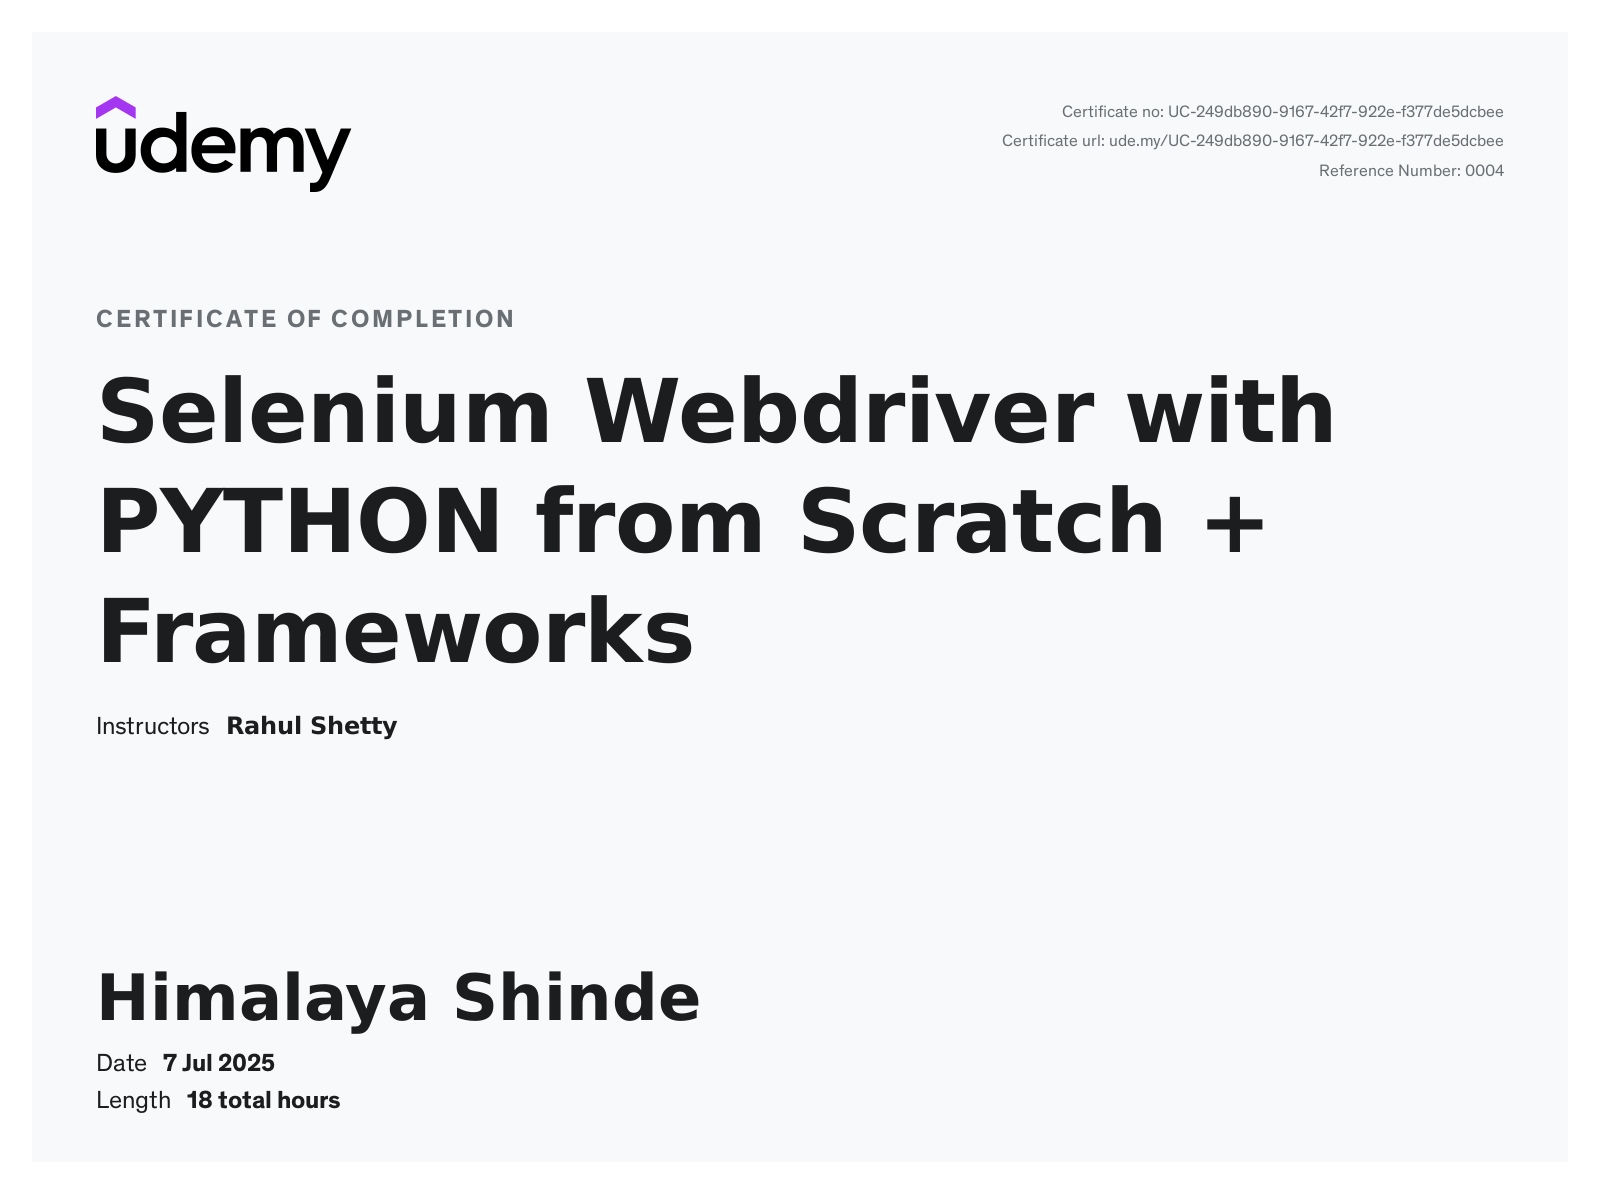 udemy
Certificate no: UC-249db890-9167-42f7-922e-f377de5dcbee
Certificate url: ude.my/UC-249db890-9167-42f7-922e-f377de5dcbee
Reference Number: 0004
CERTIFICATE OF COMPLETION
Selenium Webdriver with
PYTHON from Scratch +
Frameworks
Instructors Rahul Shetty
Himalaya Shinde
Date 7 Jul 2025
Length 18 total hours